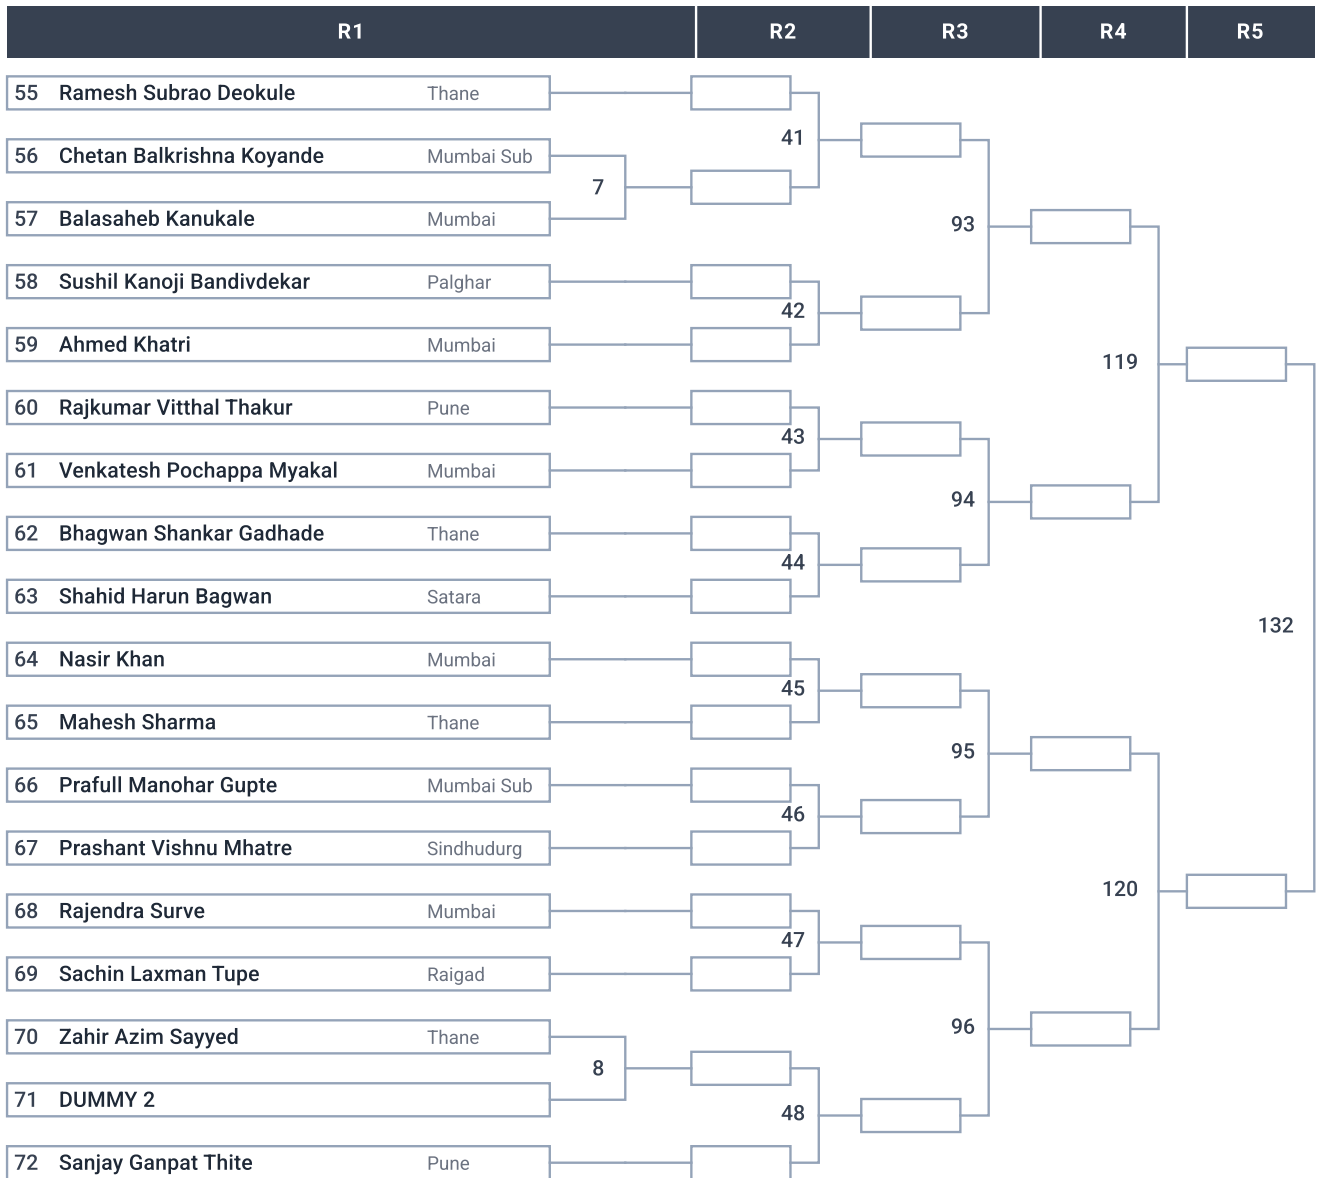 R1 R2 R3 R4 R5
55 Ramesh Subrao Deokule Thane
41
56 Chetan Balkrishna Koyande Mumbai Sub
7
57 Balasaheb Kanukale Mumbai
93
58 Sushil Kanoji Bandivdekar Palghar
42
59 Ahmed Khatri Mumbai
119
60 Rajkumar Vitthal Thakur Pune
43
61 Venkatesh Pochappa Myakal Mumbai
94
62 Bhagwan Shankar Gadhade Thane
44
63 Shahid Harun Bagwan Satara
132
64 Nasir Khan Mumbai
45
65 Mahesh Sharma Thane
95
66 Prafull Manohar Gupte Mumbai Sub
46
67 Prashant Vishnu Mhatre Sindhudurg
120
68 Rajendra Surve Mumbai
47
69 Sachin Laxman Tupe Raigad
96
70 Zahir Azim Sayyed Thane
8
71 DUMMY 2
48
72 Sanjay Ganpat Thite Pune